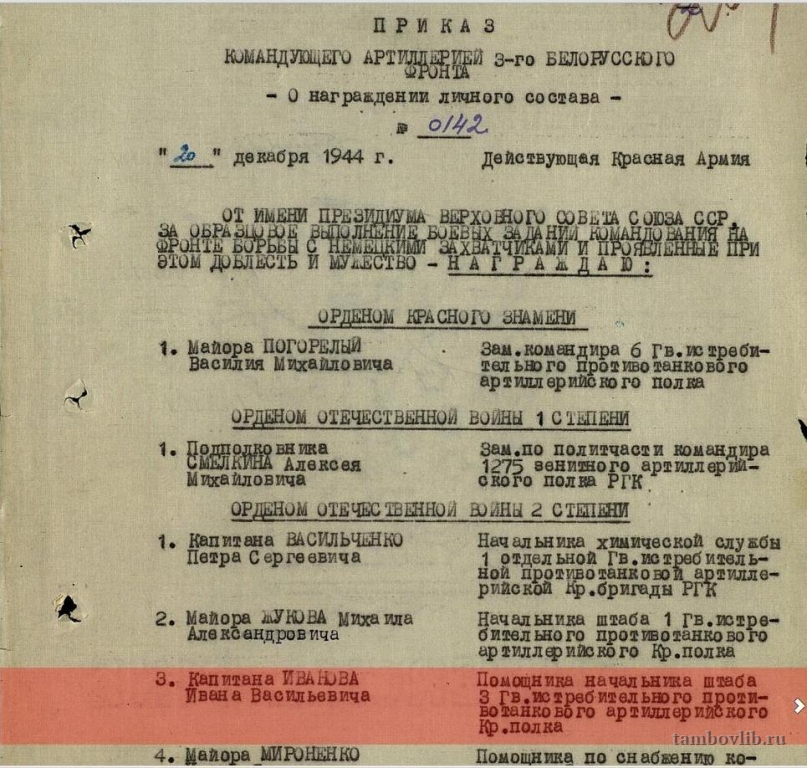 ПРИКАЗ
КОМАНДУЮЩЕГО АРТИЛЛЕРИЕЙ 3-го БЕЛОРУССКОГО
ФРОНТА
- О награждении личного состава -
№ 0142
"20" декабря 1944 г. Действующая Красная Армия
ОТ ИМЕНИ ПРЕЗИДИУМА ВЕРХОВНОГО СОВЕТА СОЮЗА ССР,
ЗА ОБРАЗЦОВОЕ ВЫПОЛНЕНИЕ БОЕВЫХ ЗАДАНИЙ КОМАНДОВАНИЯ НА
ФРОНТЕ БОРЬБЫ С НЕМЕЦКИМИ ЗАХВАТЧИКАМИ И ПРОЯВЛЕННЫЕ ПРИ
ЭТОМ ДОБЛЕСТЬ И МУЖЕСТВО - НАГРАЖДАЮ:
ОРДЕНОМ КРАСНОГО ЗНАМЕНИ
1. Майора ПОГОРЕЛЫЙ Зам.командира 6 Гв.истреби-
Василия Михайловича тельного противотанкового
артиллерийского полка
ОРДЕНОМ ОТЕЧЕСТВЕННОЙ ВОЙНЫ 1 СТЕПЕНИ
1. Подполковника Зам.по политчасти командира
СМЕЛКИНА Алексея 1275 зенитного артиллерий-
Михайловича ского полка РГК
ОРДЕНОМ ОТЕЧЕСТВЕННОЙ ВОЙНЫ 2 СТЕПЕНИ
1. Капитана ВАСИЛЬЧЕНКО Начальника химической службы
Петра Сергеевича 1 отдельной Гв.истребитель-
ной противотанковой артилле-
рийской Кр.бригады РГК
2. Майора ЖУКОВА Михаила Начальника штаба 1 Гв.истре-
Александровича бительного противотанкового
артиллерийского Кр.полка
3. Капитана ИВАНОВА Помощника начальника штаба
Ивана Васильевича 3 Гв.истребительного проти-
вотанкового артиллерийского
Кр.полка
tambovlib.ru
4. Майора МИРОНЕНКО Помощника по снабжению ко-